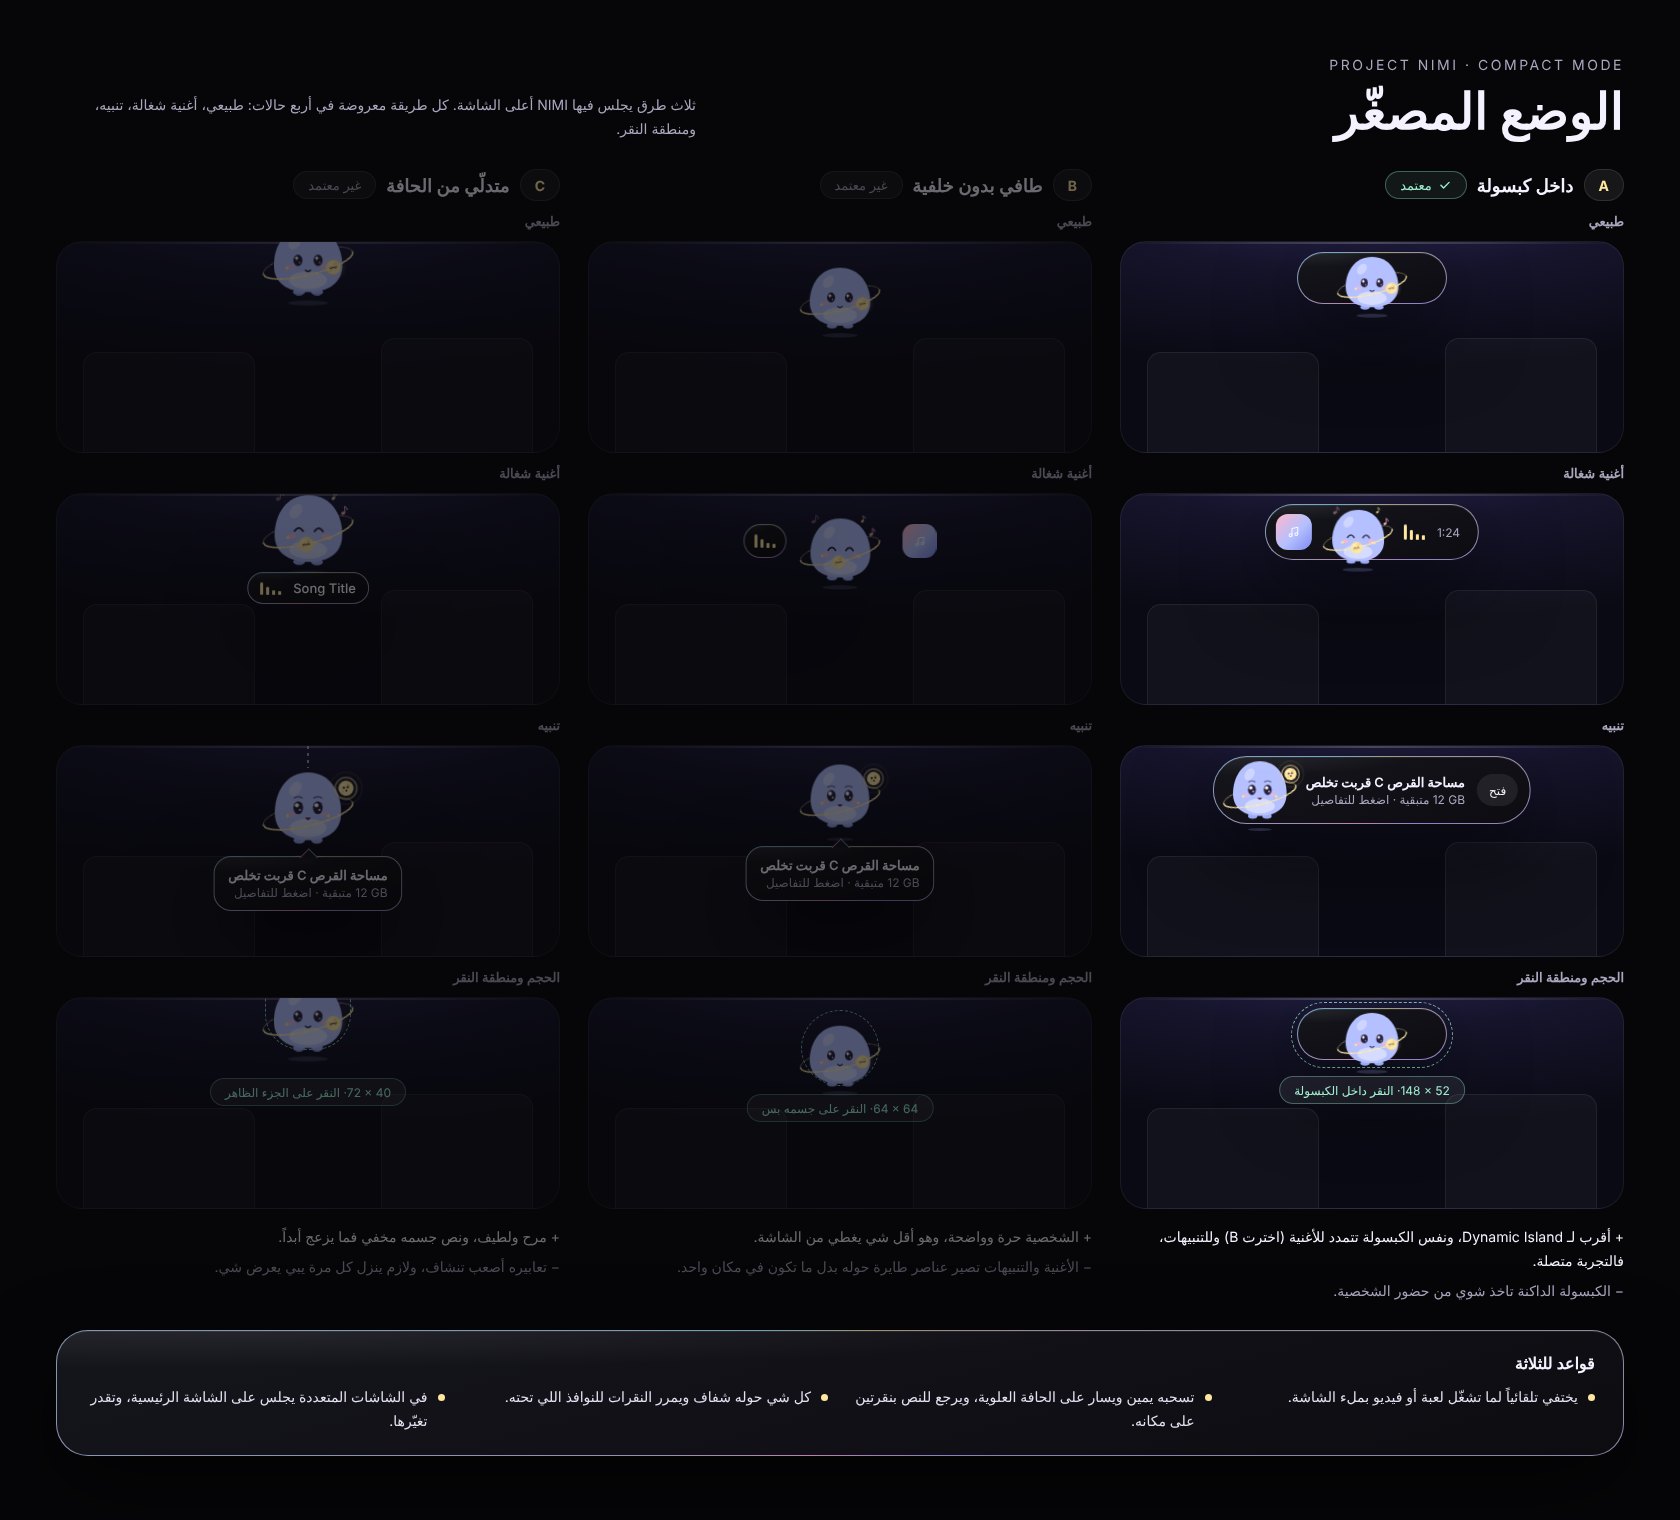 PROJECT NIMI · COMPACT MODE
الوضع المصغّر
ثلاث طرق يجلس فيها NIMI أعلى الشاشة. كل طريقة معروضة في أربع حالات: طبيعي، أغنية شغالة، تنبيه،
ومنطقة النقر.
A داخل كبسولة معتمد
طبيعي
أغنية شغالة
1:24
تنبيه
مساحة القرص C قربت تخلص
12 GB متبقية · اضغط للتفاصيل
فتح
الحجم ومنطقة النقر
148 × 52· النقر داخل الكبسولة
+ أقرب لـ Dynamic Island، ونفس الكبسولة تتمدد للأغنية (اخترت B) وللتنبيهات،
فالتجربة متصلة.
− الكبسولة الداكنة تاخذ شوي من حضور الشخصية.
B طافي بدون خلفية غير معتمد
طبيعي
أغنية شغالة
تنبيه
مساحة القرص C قربت تخلص
12 GB متبقية · اضغط للتفاصيل
الحجم ومنطقة النقر
64 × 64· النقر على جسمه بس
+ الشخصية حرة وواضحة، وهو أقل شي يغطي من الشاشة.
− الأغنية والتنبيهات تصير عناصر طايرة حوله بدل ما تكون في مكان واحد.
C متدلّي من الحافة غير معتمد
طبيعي
أغنية شغالة
Song Title
تنبيه
مساحة القرص C قربت تخلص
12 GB متبقية · اضغط للتفاصيل
الحجم ومنطقة النقر
72 × 40· النقر على الجزء الظاهر
+ مرح ولطيف، ونص جسمه مخفي فما يزعج أبداً.
− تعابيره أصعب تنشاف، ولازم ينزل كل مرة يبي يعرض شي.
قواعد للثلاثة
يختفي تلقائياً لما تشغّل لعبة أو فيديو بملء الشاشة.
تسحبه يمين ويسار على الحافة العلوية، ويرجع للنص بنقرتين
على مكانه.
كل شي حوله شفاف ويمرر النقرات للنوافذ اللي تحته.
في الشاشات المتعددة يجلس على الشاشة الرئيسية، وتقدر
تغيّرها.